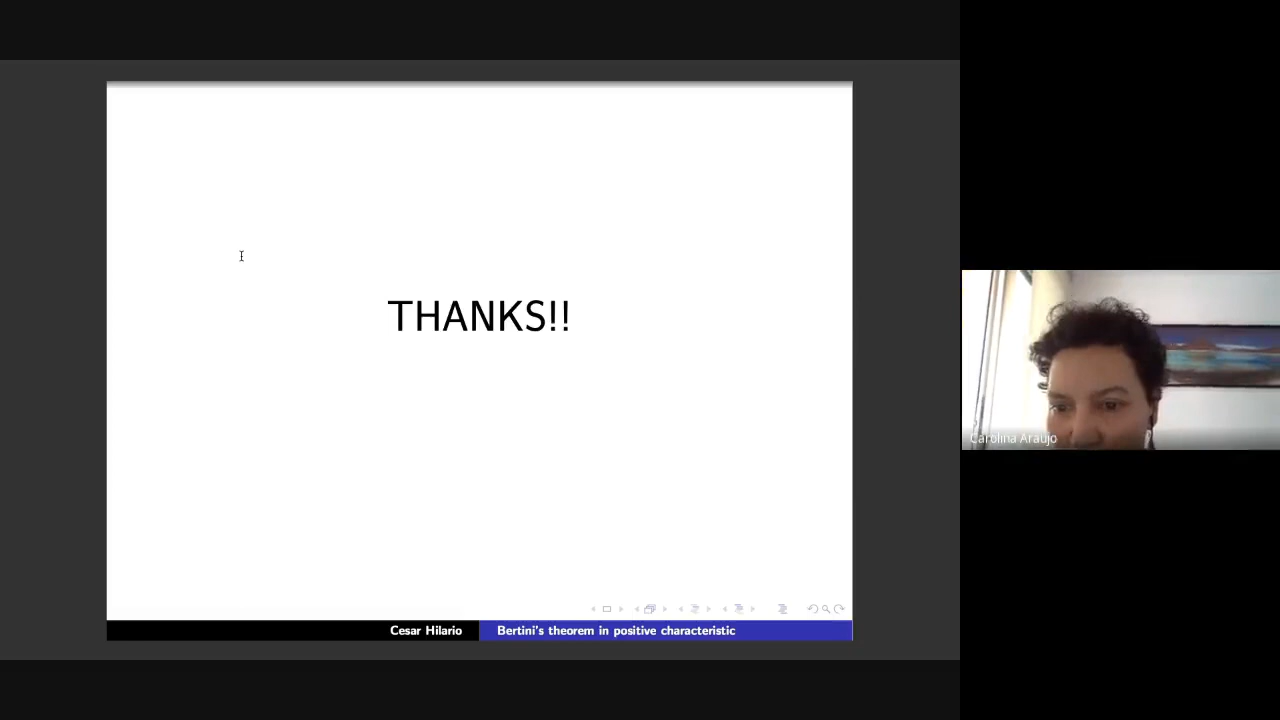 THANKS!!
Carolina Araujo
Cesar Hilario
Bertini's theorem in positive characteristic